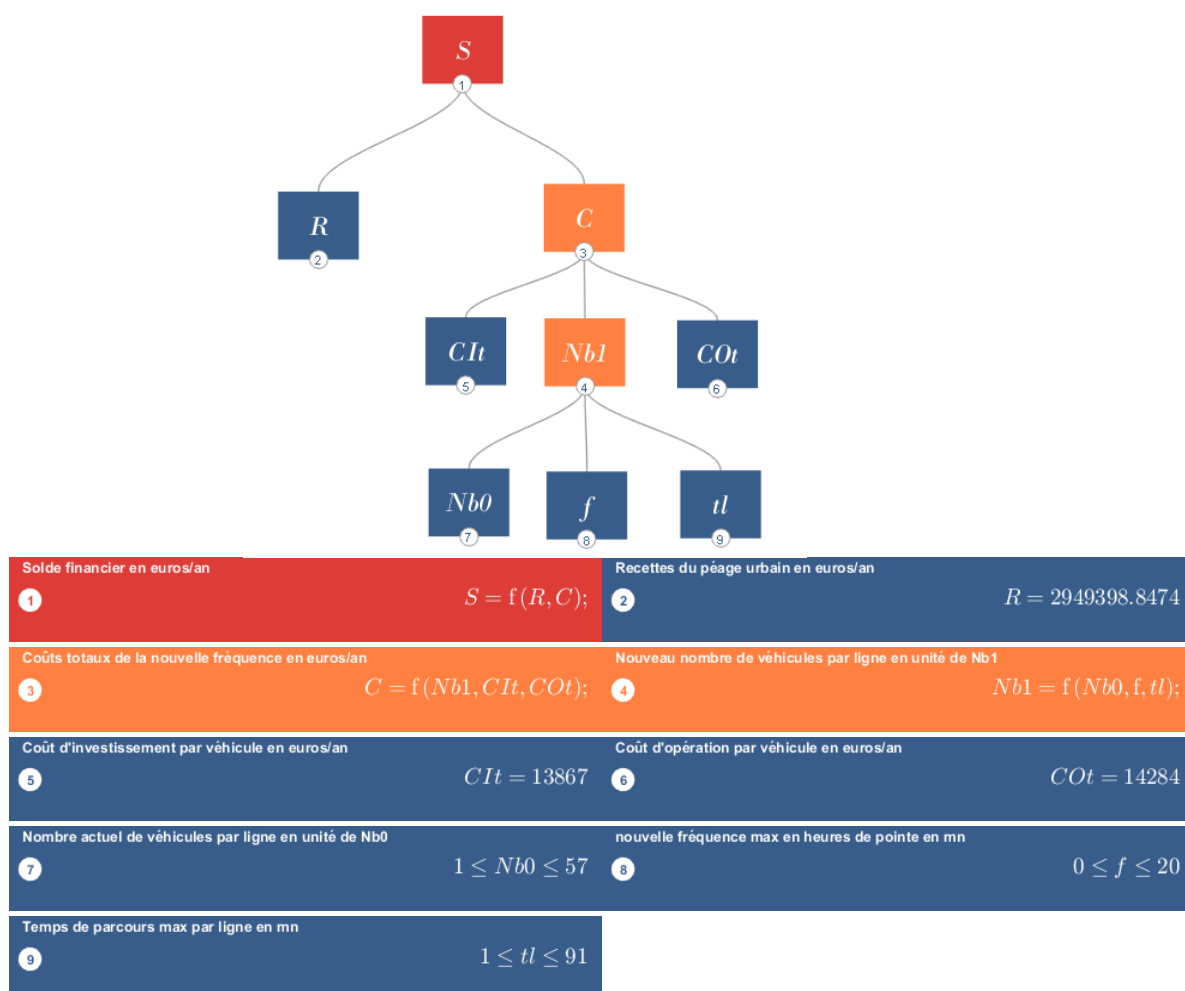 S
1
R
2
C
3
CIt
5
Nb1
4
COt
6
Nb0
7
f
8
tl
9
Solde financier en euros/an
1
S = f (R, C);
Recettes du péage urbain en euros/an
2
R = 2949398.8474
Coûts totaux de la nouvelle fréquence en euros/an
3
C = f (Nb1, CIt, COt);
Nouveau nombre de véhicules par ligne en unité de Nb1
4
Nb1 = f (Nb0, f, tl);
Coût d'investissement par véhicule en euros/an
5
CIt = 13867
Coût d'opération par véhicule en euros/an
6
COt = 14284
Nombre actuel de véhicules par ligne en unité de Nb0
7
1 ≤ Nb0 ≤ 57
nouvelle fréquence max en heures de pointe en mn
8
0 ≤ f ≤ 20
Temps de parcours max par ligne en mn
9
1 ≤ tl ≤ 91